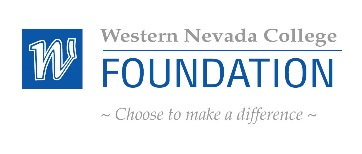 W
Western Nevada College
FOUNDATION
~ Choose to make a difference ~